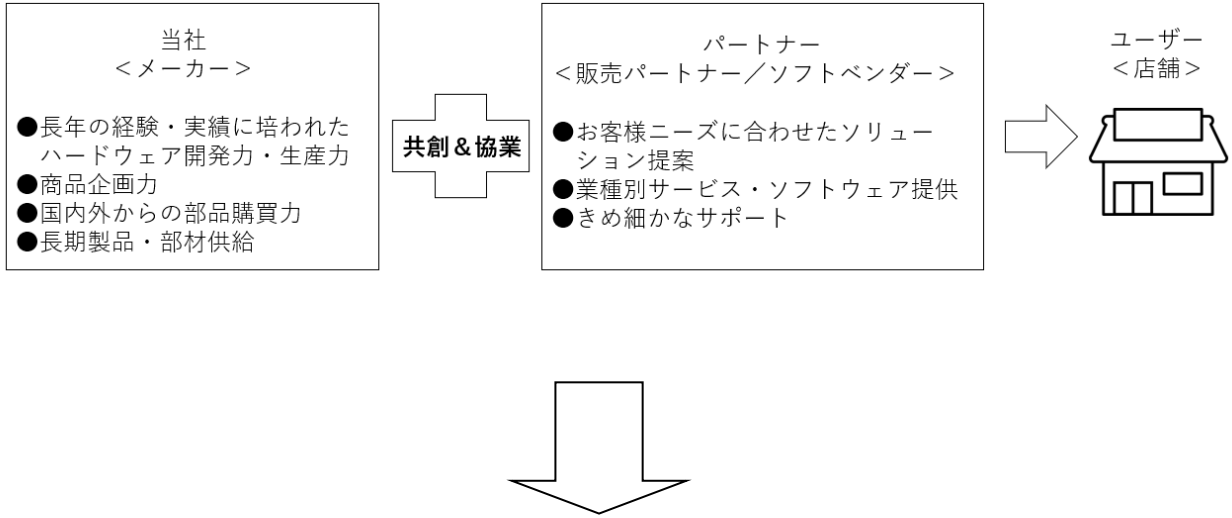 当社
＜メーカー＞
●長年の経験・実績に培われた
ハードウェア開発力・生産力
●商品企画力
●国内外からの部品購買力
●長期製品・部材供給
共創＆協業
パートナー
＜販売パートナー／ソフトベンダー＞
●お客様ニーズに合わせたソリュー
ション提案
●業種別サービス・ソフトウェア提供
●きめ細かなサポート
ユーザー
＜店舗＞